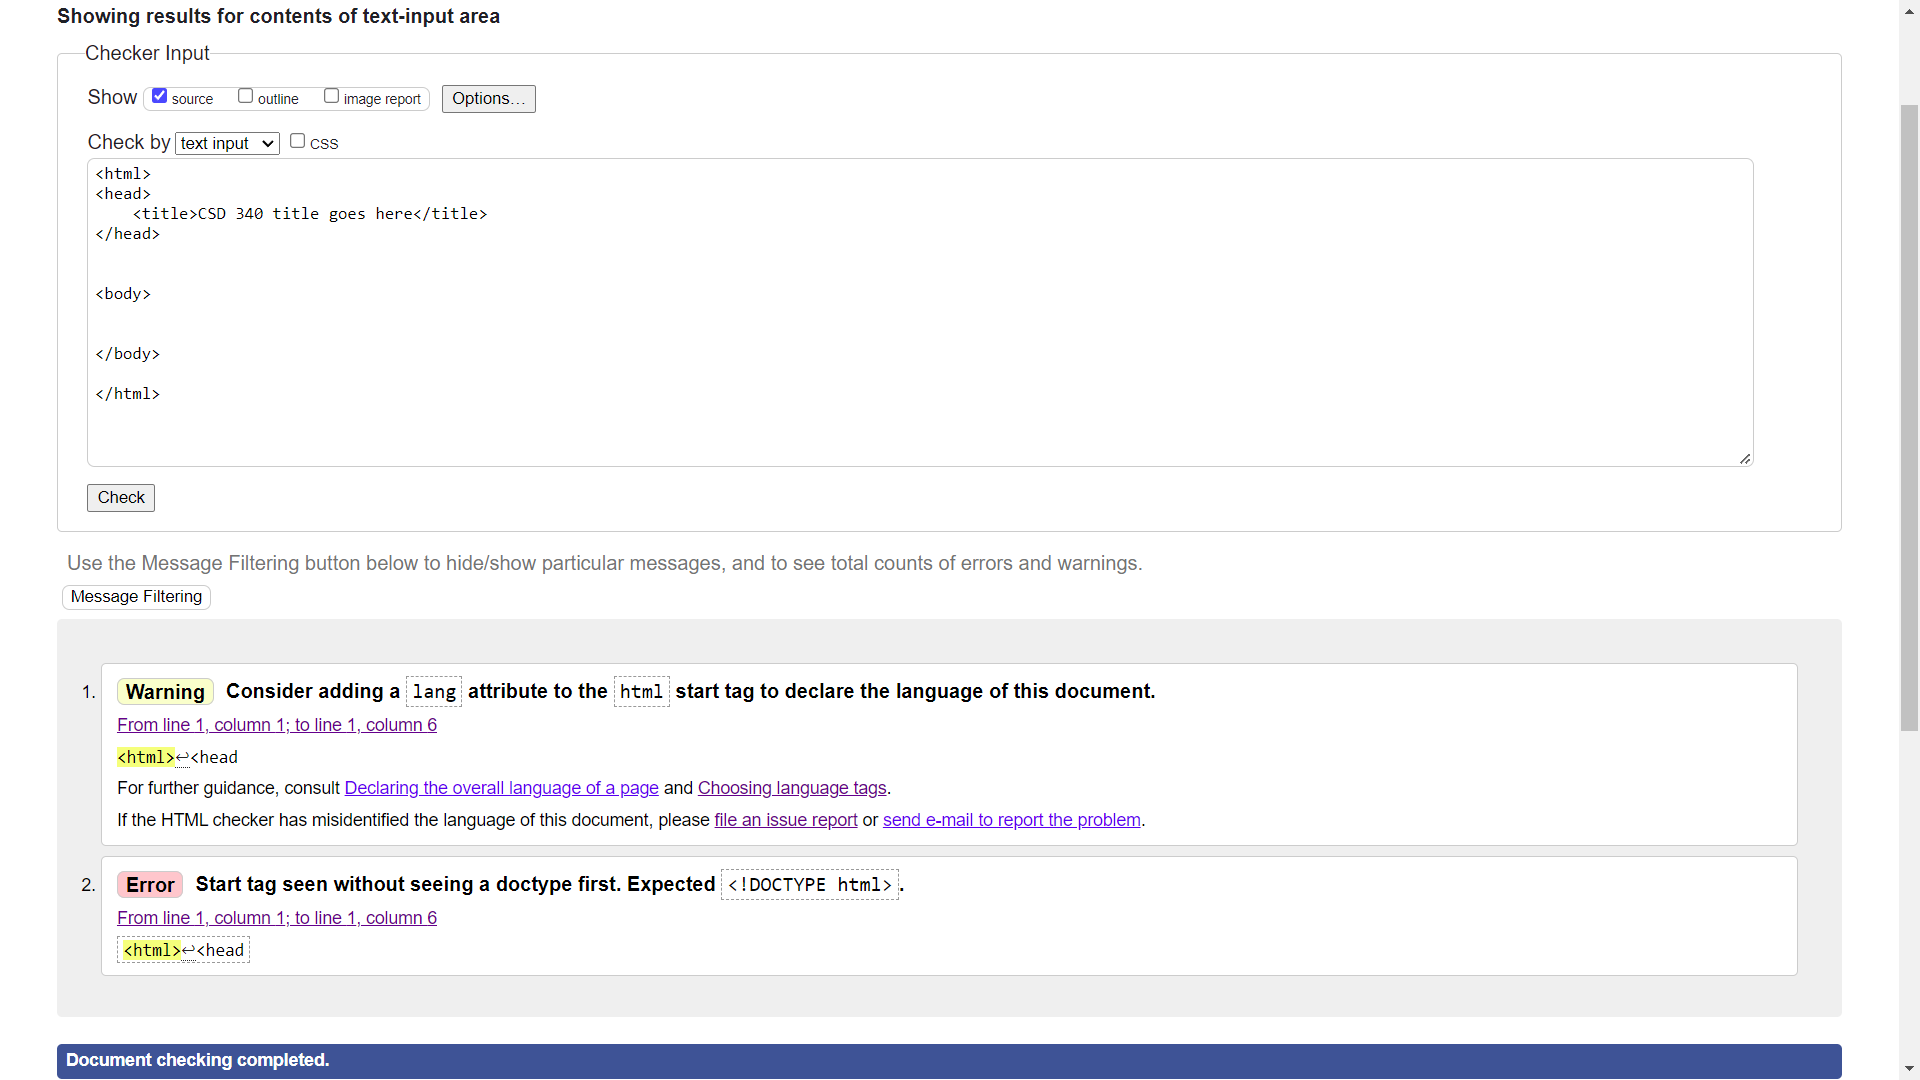 Showing results for contents of text-input area
Checker Input
Show source outline image report Options…
Check by text input CSS
<html>
<head>
<title>CSD 340 title goes here</title>
</head>
<body>
</body>
</html>
Check
Use the Message Filtering button below to hide/show particular messages, and to see total counts of errors and warnings.
Message Filtering
1. Warning Consider adding a lang attribute to the html start tag to declare the language of this document.
From line 1, column 1; to line 1, column 6
<html>↩<head
For further guidance, consult Declaring the overall language of a page and Choosing language tags.
If the HTML checker has misidentified the language of this document, please file an issue report or send e-mail to report the problem.
2. Error Start tag seen without seeing a doctype first. Expected <!DOCTYPE html>.
From line 1, column 1; to line 1, column 6
<html>↩<head
Document checking completed.